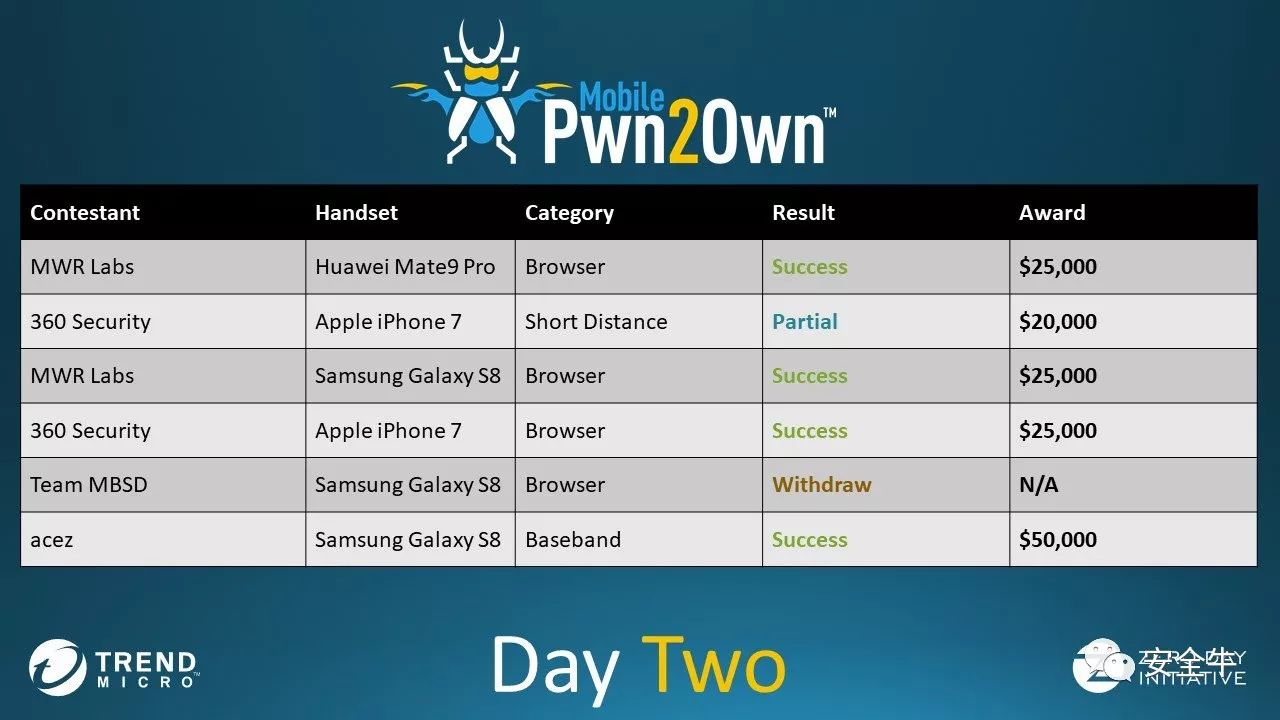 Mobile
Pwn2Own™
Contestant Handset Category Result Award
MWR Labs Huawei Mate9 Pro Browser Success $25,000
360 Security Apple iPhone 7 Short Distance Partial $20,000
MWR Labs Samsung Galaxy S8 Browser Success $25,000
360 Security Apple iPhone 7 Browser Success $25,000
Team MBSD Samsung Galaxy S8 Browser Withdraw N/A
acez Samsung Galaxy S8 Baseband Success $50,000
Day Two
TREND
MICRO™
安全牛
INITIATIVE